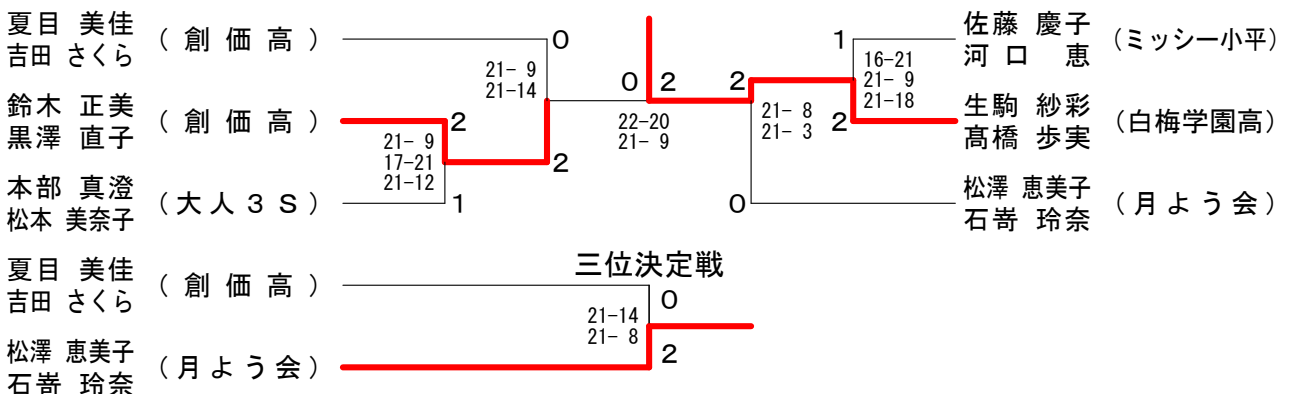 夏目 美佳
吉田 さくら
(創価高)
0
21- 9
21-14
鈴木 正美
黒澤 直子
(創価高)
2
21- 9
17-21
21-12
2
本部 真澄
松本 美奈子
(大人3S)
1
0 2
22-20
21- 9
2
21- 8
21- 3
1
16-21
21- 9
21-18
2
0
佐藤 慶子
河口 恵
(ミッシー小平)
生駒 紗彩
髙橋 歩実
(白梅学園高)
松澤 恵美子
石嵜 玲奈
(月よう会)
三位決定戦
夏目 美佳
吉田 さくら
(創価高)
0
21-14
21- 8
2
松澤 恵美子
石嵜 玲奈
(月よう会)